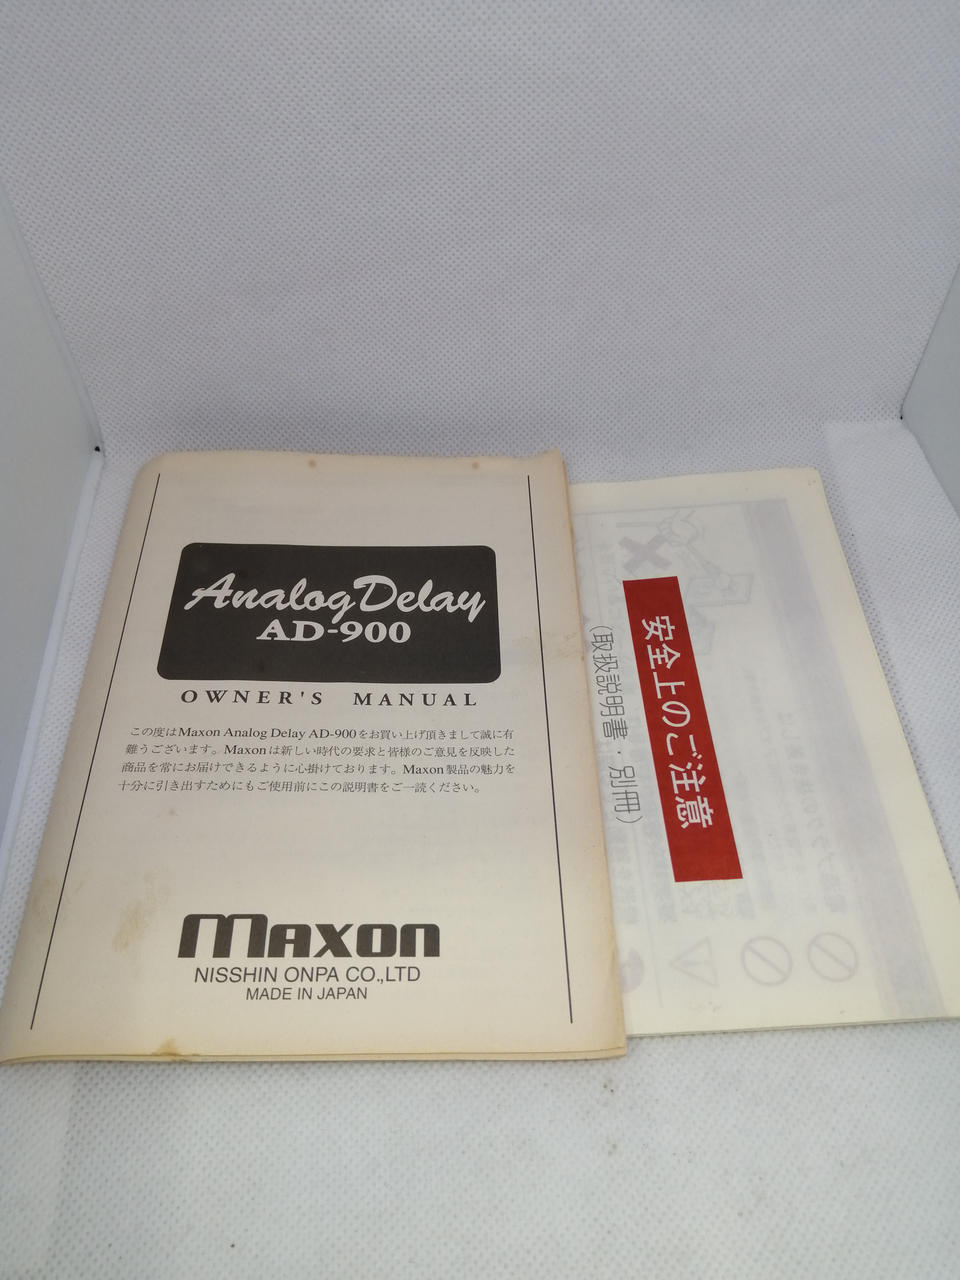 Analog Delay
AD-900
OWNER'S MANUAL
この度はMaxon Analog Delay AD-900をお買い上げ頂きまして誠に有
難うございます。Maxonは新しい時代の要求と皆様のご意見を反映した
商品を常にお届けできるように心掛けております。Maxon製品の魅力を
十分に引き出すためにもご使用前にこの説明書をご一読ください。
maxon
NISSHIN ONPA CO.,LTD
MADE IN JAPAN
安全上のご注意
(取扱説明書・別冊)